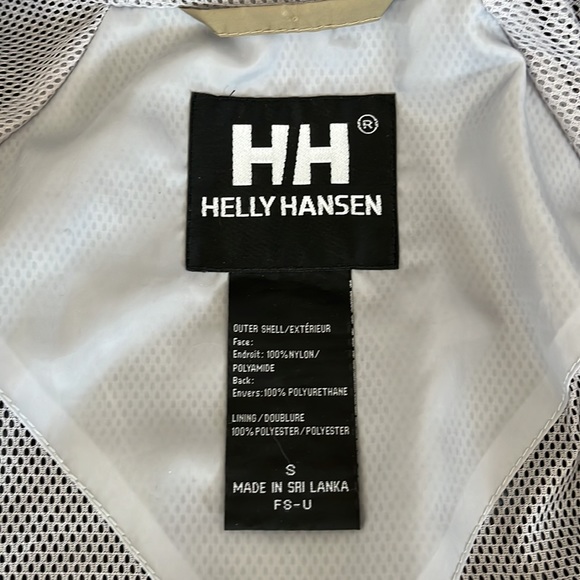 HH®
HELLY HANSEN
OUTER SHELL/EXTÉRIEUR
Face:
Endroit: 100% NYLON/
POLYAMIDE
Back:
Envers: 100% POLYURETHANE
LINING/DOUBLURE
100% POLYESTER/POLYESTER
S
MADE IN SRI LANKA
FS-U